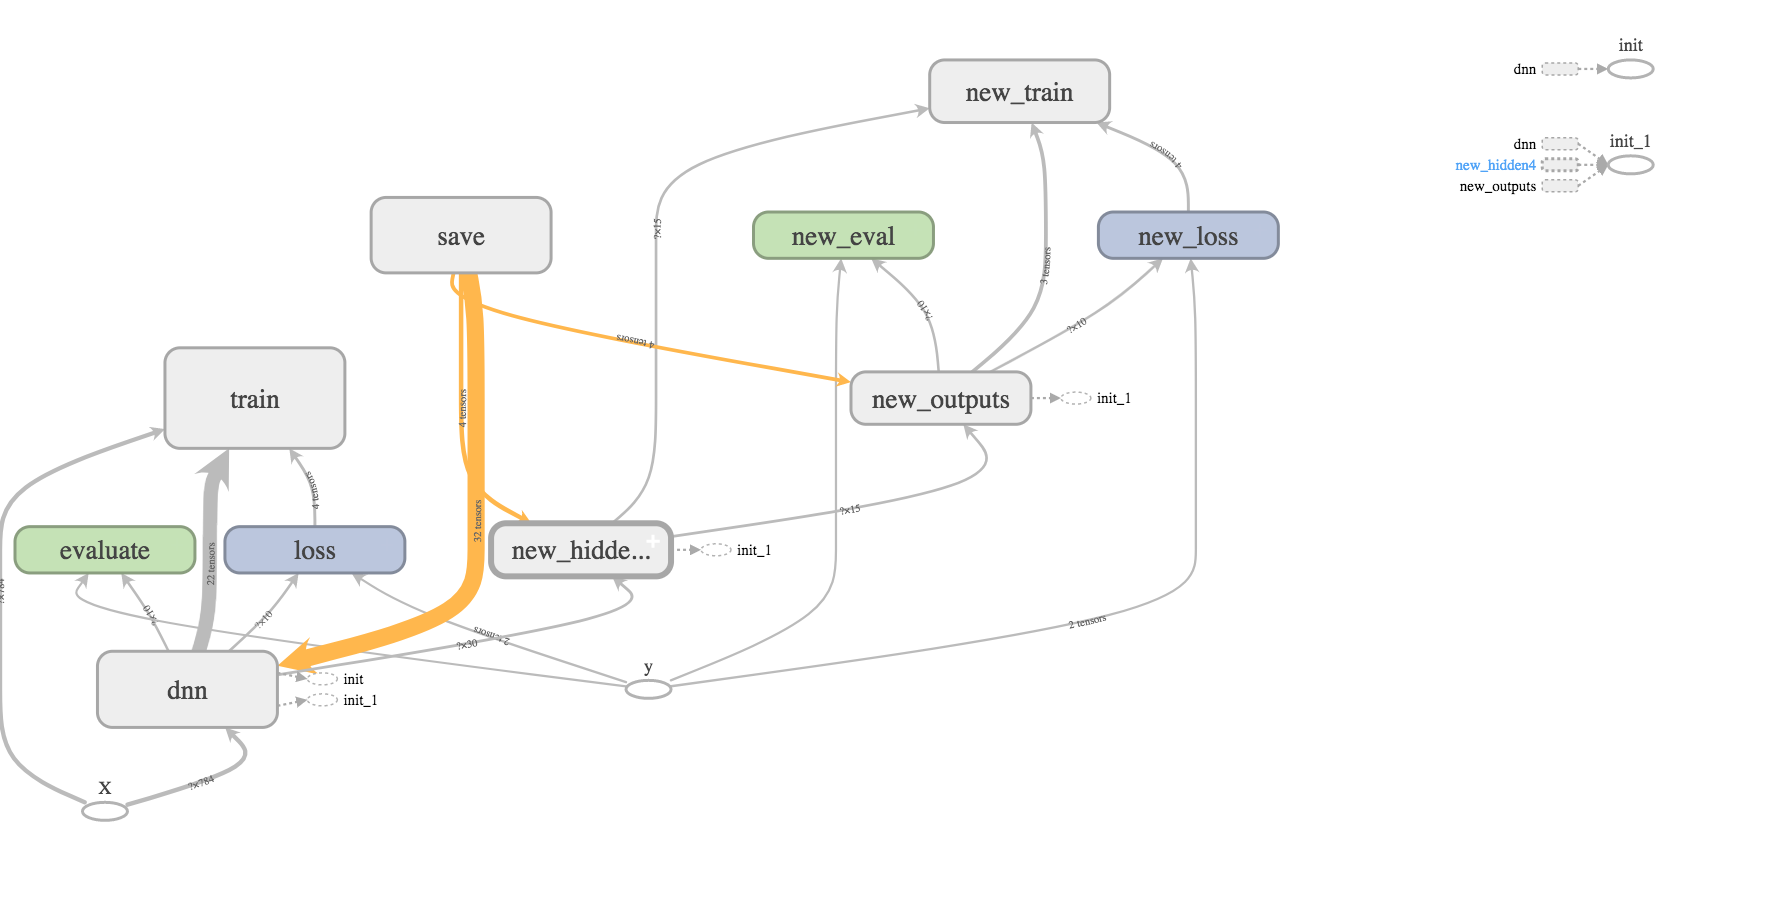 init
dnn
new_train
init_1
dnn
4 tensors
new_hidden4
new_outputs
save
?x15
new_eval
new_loss
3 tensors
?x10
?x10
4 tensors
train
4 tensors
new_outputs
init_1
4 tensors
?x15
32 tensors
evaluate
22 tensors
loss
new_hidde...
init_1
?x784
?x10
?x10
2 tensors
?x30
2 tensors
y
dnn
init
init_1
?x784
x